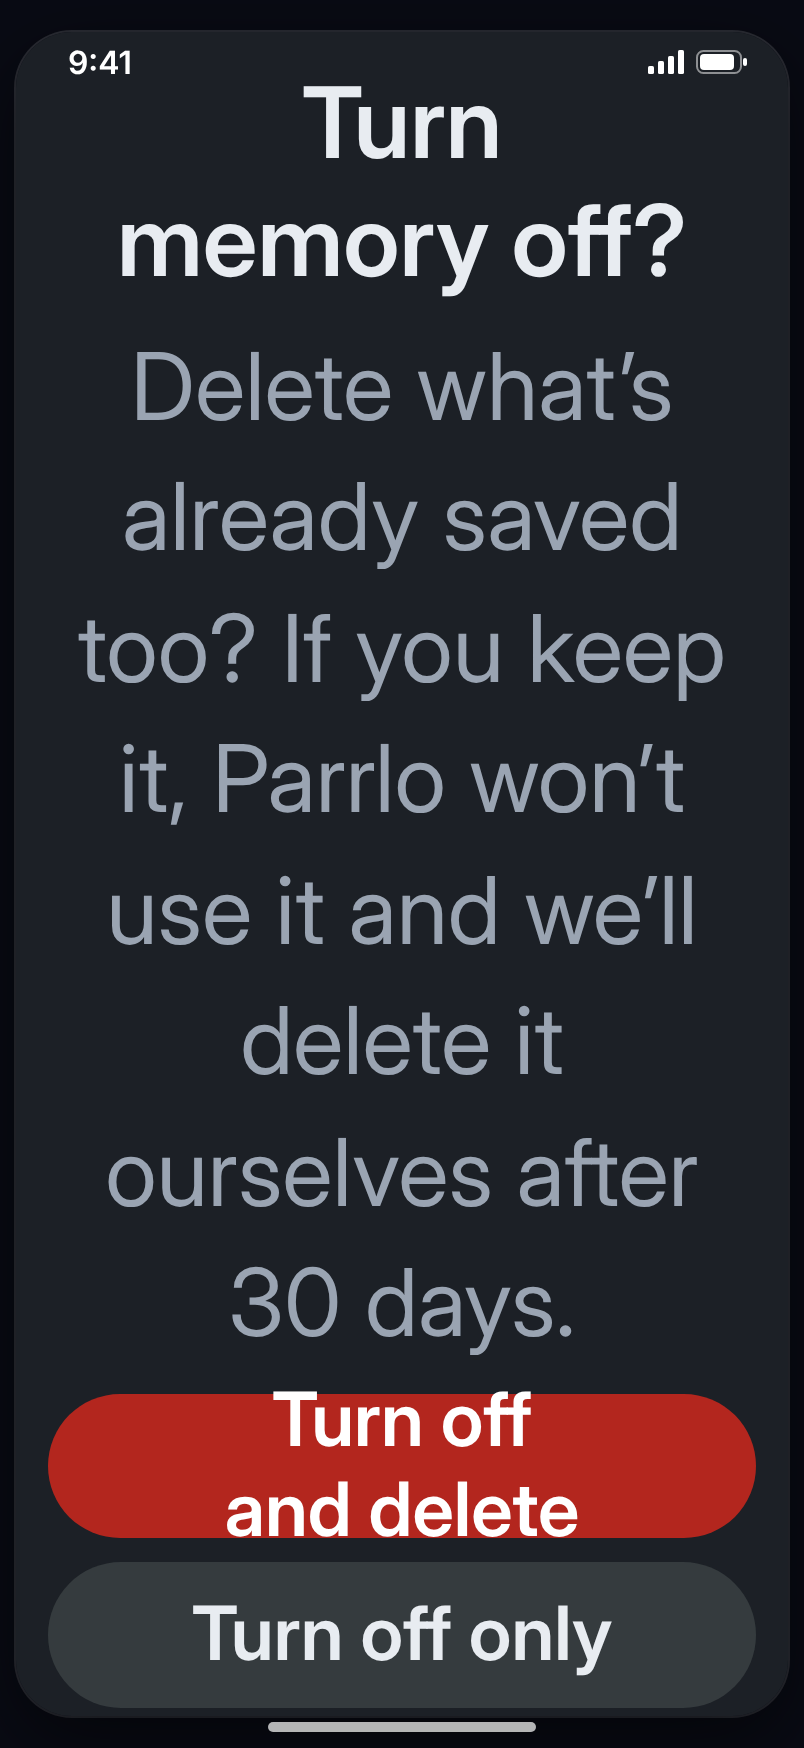 9:41
Turn
memory off?
Delete what’s
already saved
too? If you keep
it, Parrlo won’t
use it and we’ll
delete it
ourselves after
30 days.
Turn off
and delete
Turn off only